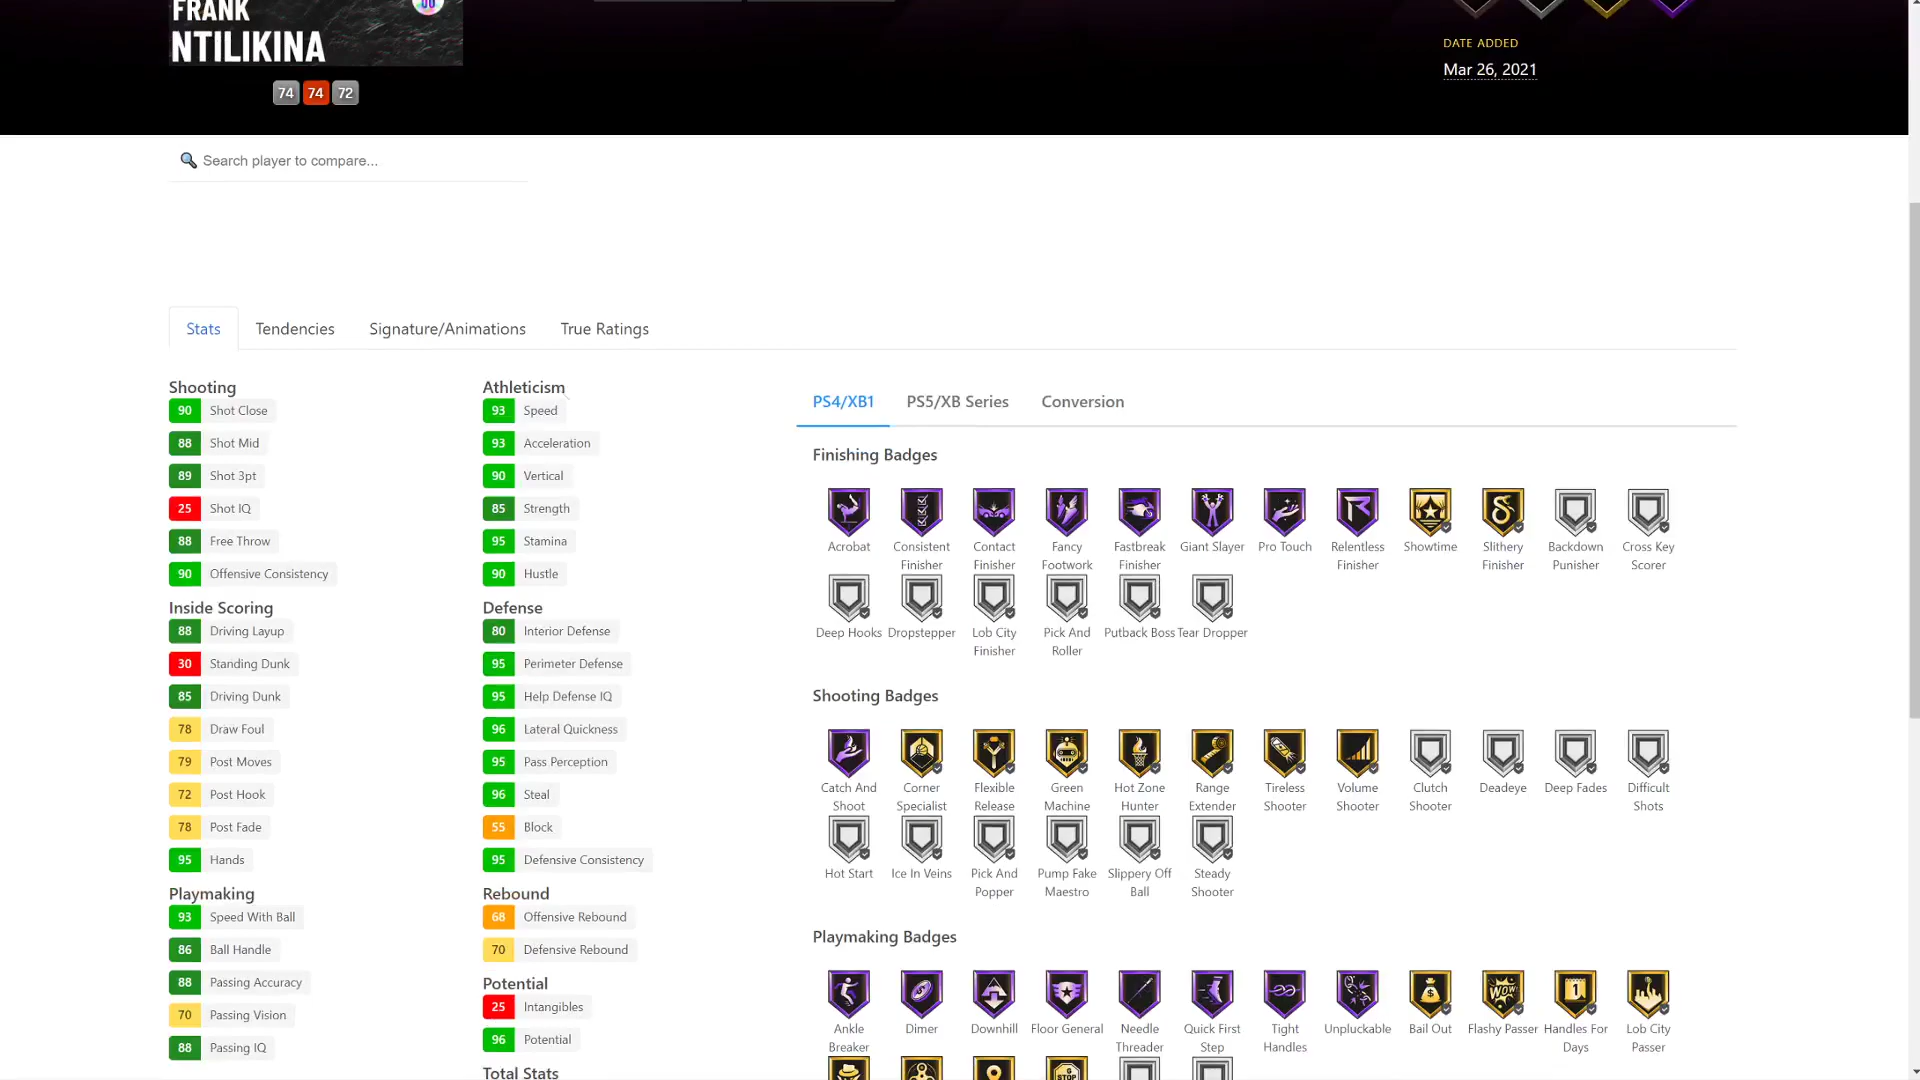 FRANK
NTILIKINA
74 74 72
DATE ADDED
Mar 26, 2021
Search player to compare...
Stats Tendencies Signature/Animations True Ratings
Shooting
90 Shot Close
88 Shot Mid
89 Shot 3pt
25 Shot IQ
88 Free Throw
90 Offensive Consistency
Inside Scoring
88 Driving Layup
30 Standing Dunk
85 Driving Dunk
78 Draw Foul
79 Post Moves
72 Post Hook
78 Post Fade
95 Hands
Playmaking
93 Speed With Ball
86 Ball Handle
88 Passing Accuracy
70 Passing Vision
88 Passing IQ
Athleticism
93 Speed
93 Acceleration
90 Vertical
85 Strength
95 Stamina
90 Hustle
Defense
80 Interior Defense
95 Perimeter Defense
95 Help Defense IQ
96 Lateral Quickness
95 Pass Perception
96 Steal
55 Block
95 Defensive Consistency
Rebound
68 Offensive Rebound
70 Defensive Rebound
Potential
25 Intangibles
96 Potential
Total Stats
PS4/XB1 PS5/XB Series Conversion
Finishing Badges
Acrobat Consistent Finisher Contact Finisher Fancy Footwork Fastbreak Finisher Giant Slayer Pro Touch Relentless Finisher Showtime Slithery Finisher Backdown Punisher Cross Key Scorer
Deep Hooks Dropstepper Lob City Finisher Pick And Roller Putback Boss Tear Dropper
Shooting Badges
Catch And Shoot Corner Specialist Flexible Release Green Machine Hot Zone Hunter Range Extender Tireless Shooter Volume Shooter Clutch Shooter Deadeye Deep Fades Difficult Shots
Hot Start Ice In Veins Pick And Popper Pump Fake Maestro Slippery Off Ball Steady Shooter
Playmaking Badges
WOW
1
Ankle Breaker Dimer Downhill Floor General Needle Threader Quick First Step Tight Handles Unpluckable Bail Out Flashy Passer Handles For Days Lob City Passer
STOP